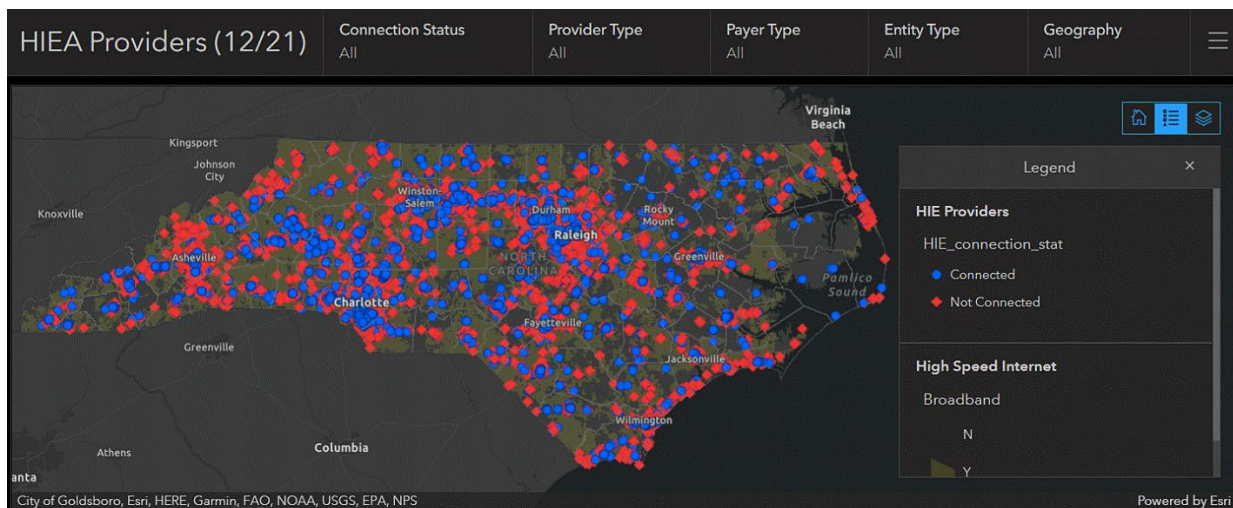 HIEA Providers (12/21)
Connection Status
All
Provider Type
All
Payer Type
All
Entity Type
All
Geography
All
Virginia
Beach
Kingsport
Johnson
City
Knoxville
Winston-
Salem
Durham
Rocky
Mount
Raleigh
Asheville
NORTH
CAROLINA
Greenville
Pamlico
Sound
Charlotte
Fayetteville
Greenville
Jacksonville
Wilmington
Columbia
Athens
anta
Legend
HIE Providers
HIE_connection_stat
Connected
Not Connected
High Speed Internet
Broadband
N
Y
City of Goldsboro, Esri, HERE, Garmin, FAO, NOAA, USGS, EPA, NPS
Powered by Esri